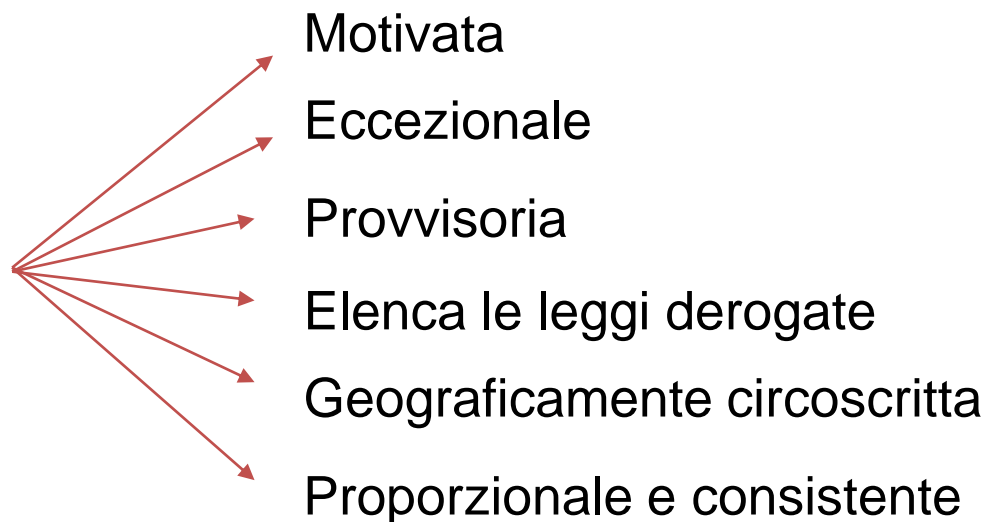 Motivata
Eccezionale
Provvisoria
Elenca le leggi derogate
Geograficamente circoscritta
Proporzionale e consistente